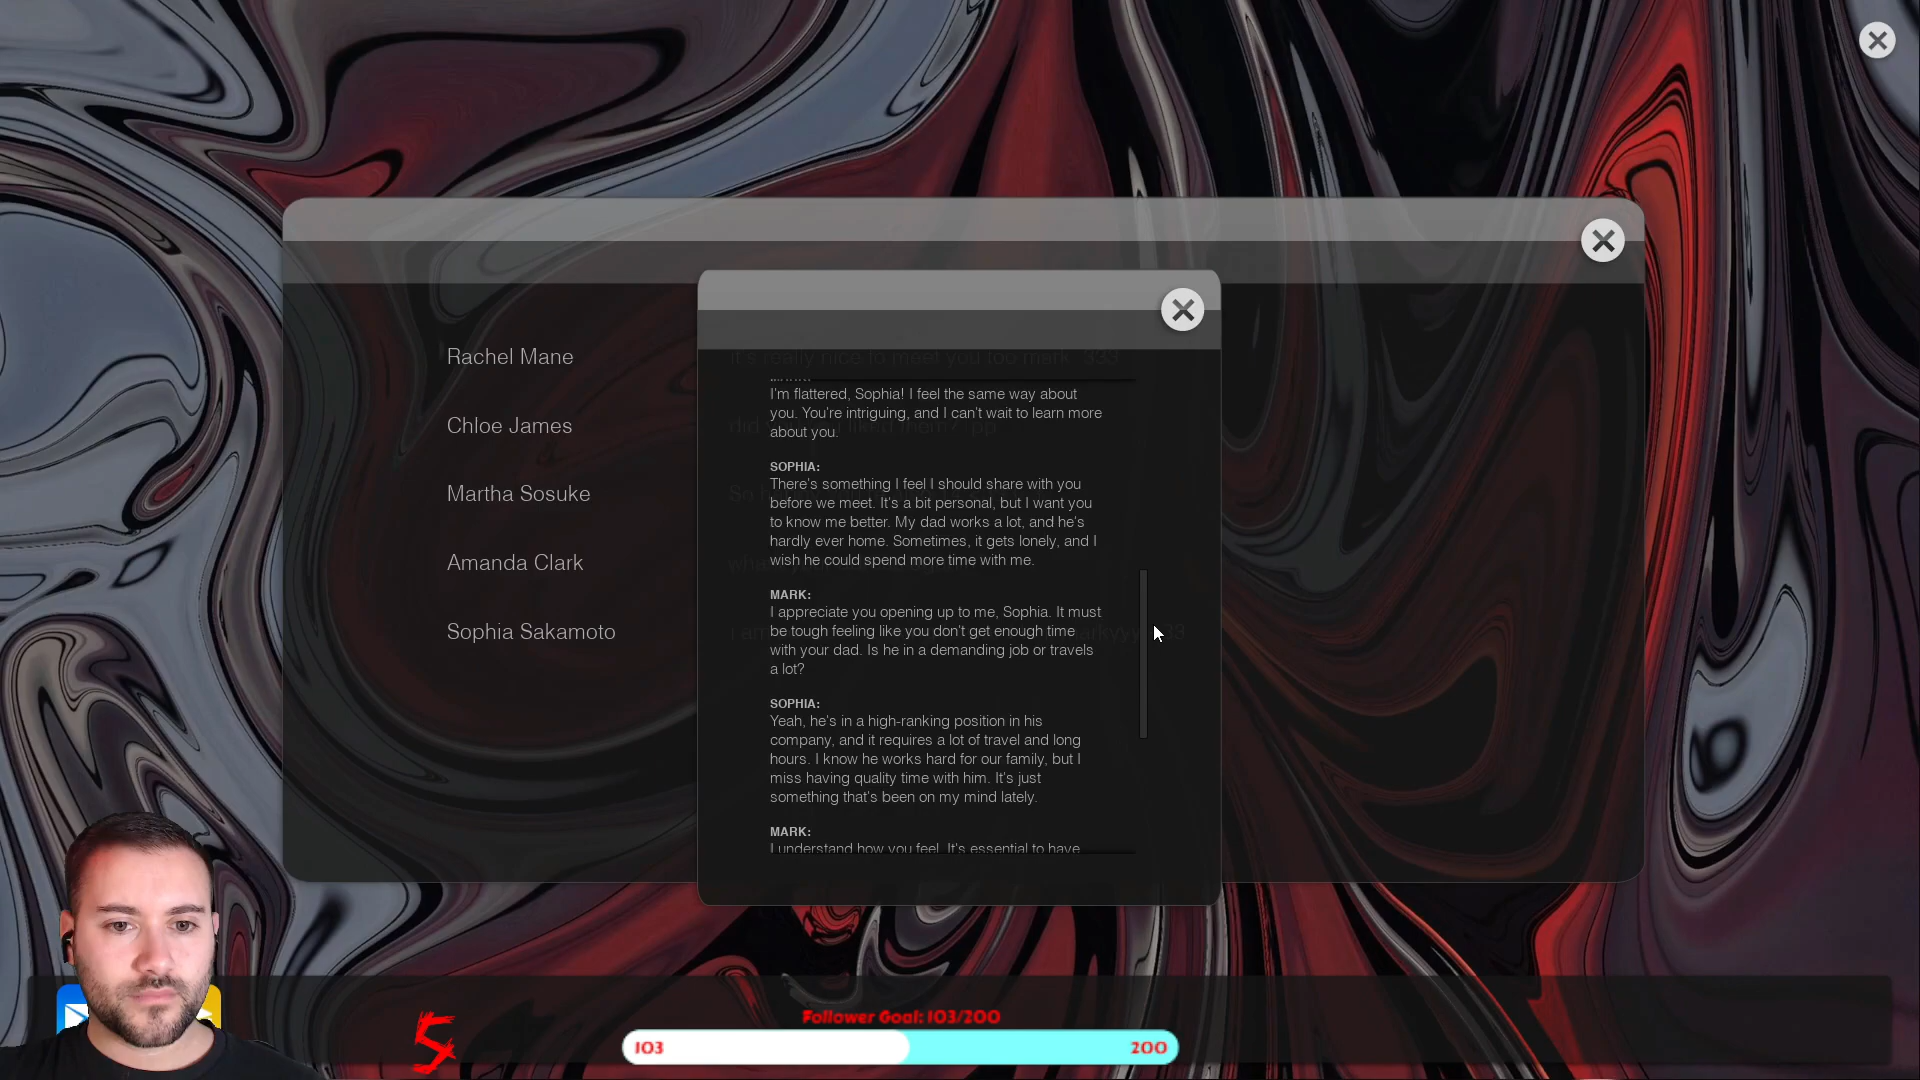 Rachel Mane
it's really nice to meet you too mark
Chloe James
Martha Sosuke
Amanda Clark
Sophia Sakamoto
I'm flattered, Sophia! I feel the same way about
you. You're intriguing, and I can't wait to learn more
about you.
SOPHIA:
There's something I feel I should share with you
before we meet. It's a bit personal, but I want you
to know me better. My dad works a lot, and he's
hardly ever home. Sometimes, it gets lonely, and I
wish he could spend more time with me.
MARK:
I appreciate you opening up to me, Sophia. It must
be tough feeling like you don't get enough time
with your dad. Is he in a demanding job or travels
a lot?
SOPHIA:
Yeah, he's in a high-ranking position in his
company, and it requires a lot of travel and long
hours. I know he works hard for our family, but I
miss having quality time with him. It's just
something that's been on my mind lately.
MARK:
I understand how you feel. It's essential to have
5
Follower Goal: 103/200
103
200